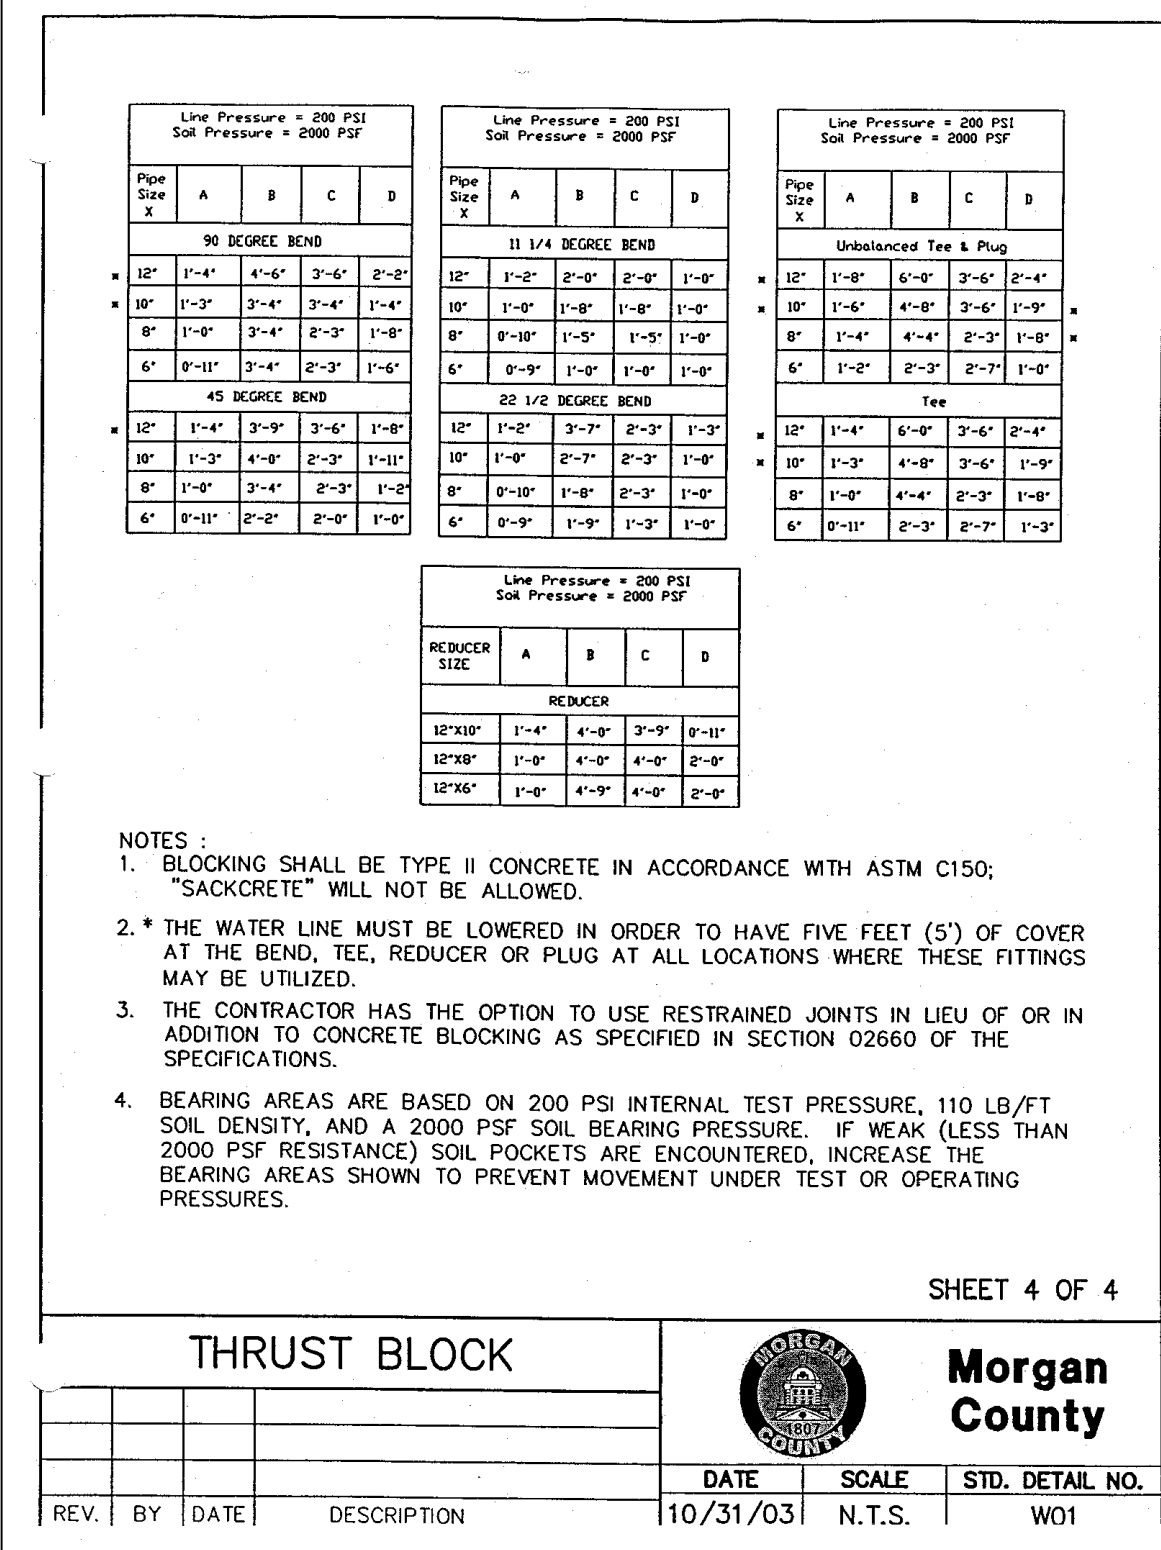 Line Pressure = 200 PSI
Soil Pressure = 2000 PSF
Pipe Size X A B C D
90 DEGREE BEND
* 12" 1'-4" 4'-6" 3'-6" 2'-2"
* 10" 1'-3" 3'-4" 3'-4" 1'-4"
8" 1'-0" 3'-4" 2'-3" 1'-8"
6" 0'-11" 3'-4" 2'-3" 1'-6"
45 DEGREE BEND
* 12" 1'-4" 3'-9" 3'-6" 1'-8"
10" 1'-3" 4'-0" 2'-3" 1'-11"
8" 1'-0" 3'-4" 2'-3" 1'-2"
6" 0'-11" 2'-2" 2'-0" 1'-0"
Line Pressure = 200 PSI
Soil Pressure = 2000 PSF
Pipe Size X A B C D
11 1/4 DEGREE BEND
12" 1'-2" 2'-0" 2'-0" 1'-0"
10" 1'-0" 1'-8" 1'-8" 1'-0"
8" 0'-10" 1'-5" 1'-5" 1'-0"
6" 0'-9" 1'-0" 1'-0" 1'-0"
22 1/2 DEGREE BEND
12" 1'-2" 3'-7" 2'-3" 1'-3"
10" 1'-0" 2'-7" 2'-3" 1'-0"
8" 0'-10" 1'-8" 2'-3" 1'-0"
6" 0'-9" 1'-9" 1'-3" 1'-0"
Line Pressure = 200 PSI
Soil Pressure = 2000 PSF
Pipe Size X A B C D
Unbalanced Tee & Plug
* 12" 1'-8" 6'-0" 3'-6" 2'-4"
* 10" 1'-6" 4'-8" 3'-6" 1'-9" *
8" 1'-4" 4'-4" 2'-3" 1'-8" *
6" 1'-2" 2'-3" 2'-7" 1'-0"
Tee
* 12" 1'-4" 6'-0" 3'-6" 2'-4"
* 10" 1'-3" 4'-8" 3'-6" 1'-9"
8" 1'-0" 4'-4" 2'-3" 1'-8"
6" 0'-11" 2'-3" 2'-7" 1'-3"
Line Pressure = 200 PSI
Soil Pressure = 2000 PSF
REDUCER SIZE A B C D
REDUCER
12"X10" 1'-4" 4'-0" 3'-9" 0'-11"
12"X8" 1'-0" 4'-0" 4'-0" 2'-0"
12"X6" 1'-0" 4'-9" 4'-0" 2'-0"
NOTES :
1. BLOCKING SHALL BE TYPE II CONCRETE IN ACCORDANCE WITH ASTM C150;
"SACKCRETE" WILL NOT BE ALLOWED.
2. * THE WATER LINE MUST BE LOWERED IN ORDER TO HAVE FIVE FEET (5') OF COVER
AT THE BEND, TEE, REDUCER OR PLUG AT ALL LOCATIONS WHERE THESE FITTINGS
MAY BE UTILIZED.
3. THE CONTRACTOR HAS THE OPTION TO USE RESTRAINED JOINTS IN LIEU OF OR IN
ADDITION TO CONCRETE BLOCKING AS SPECIFIED IN SECTION 02660 OF THE
SPECIFICATIONS.
4. BEARING AREAS ARE BASED ON 200 PSI INTERNAL TEST PRESSURE, 110 LB/FT
SOIL DENSITY, AND A 2000 PSF SOIL BEARING PRESSURE. IF WEAK (LESS THAN
2000 PSF RESISTANCE) SOIL POCKETS ARE ENCOUNTERED, INCREASE THE
BEARING AREAS SHOWN TO PREVENT MOVEMENT UNDER TEST OR OPERATING
PRESSURES.
SHEET 4 OF 4
THRUST BLOCK
MORGAN
1807
COUNTY
Morgan
County
DATE SCALE STD. DETAIL NO.
10/31/03 N.T.S. W01
REV. BY DATE DESCRIPTION